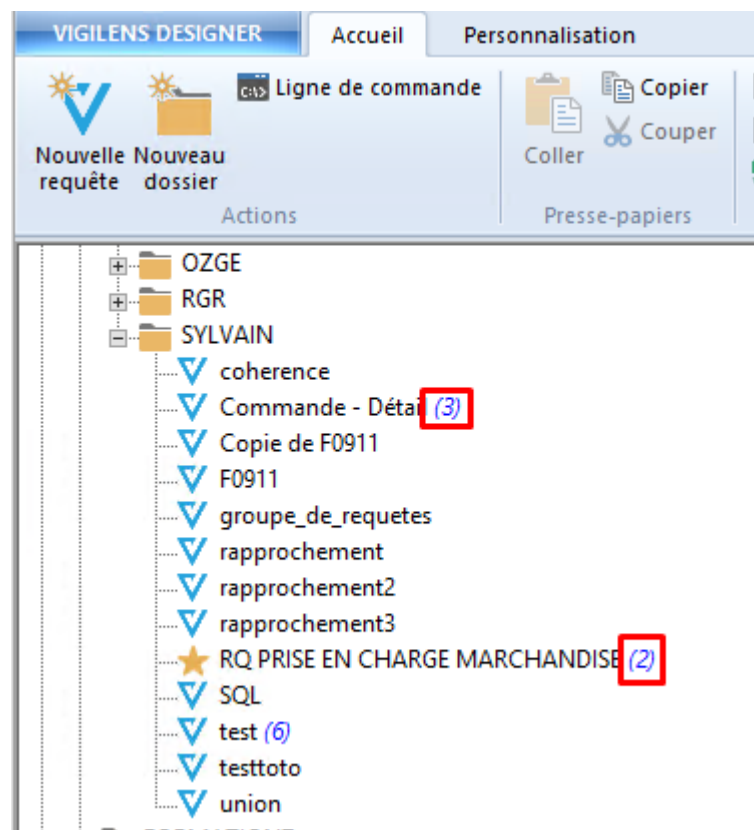 VIGILENS DESIGNER Accueil Personnalisation
Ligne de commande
Copier
Couper
Nouvelle requête
Nouveau dossier
Coller
Actions
Presse-papiers
OZGE
RGR
SYLVAIN
coherence
Commande - Détail (3)
Copie de F0911
F0911
groupe_de_requetes
rapprochement
rapprochement2
rapprochement3
RQ PRISE EN CHARGE MARCHANDISE (2)
SQL
test (6)
testtoto
union